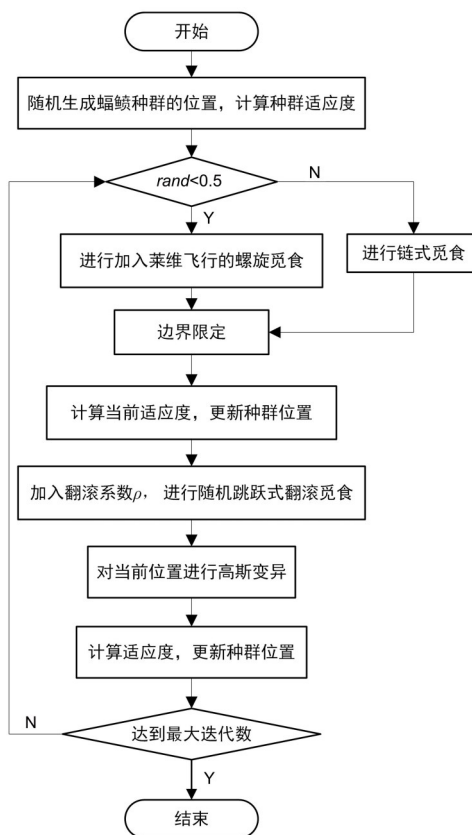 开始
随机生成蝠鲼种群的位置，计算种群适应度
rand<0.5
N
Y
进行加入莱维飞行的螺旋觅食
进行链式觅食
边界限定
计算当前适应度，更新种群位置
加入翻滚系数ρ， 进行随机跳跃式翻滚觅食
对当前位置进行高斯变异
计算适应度，更新种群位置
N
达到最大迭代数
Y
结束